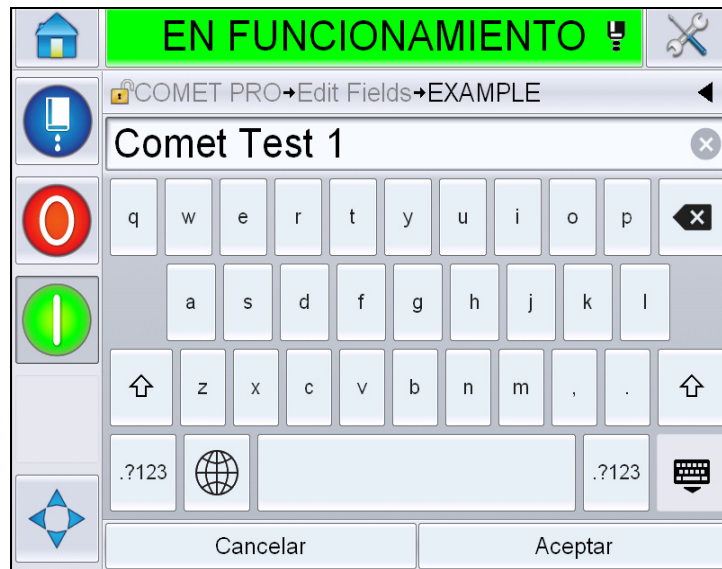 EN FUNCIONAMIENTO
COMET PRO→Edit Fields→EXAMPLE
Comet Test 1
q w e r t y u i o p
a s d f g h j k l
z x c v b n m , .
.?123 .?123
Cancelar Aceptar